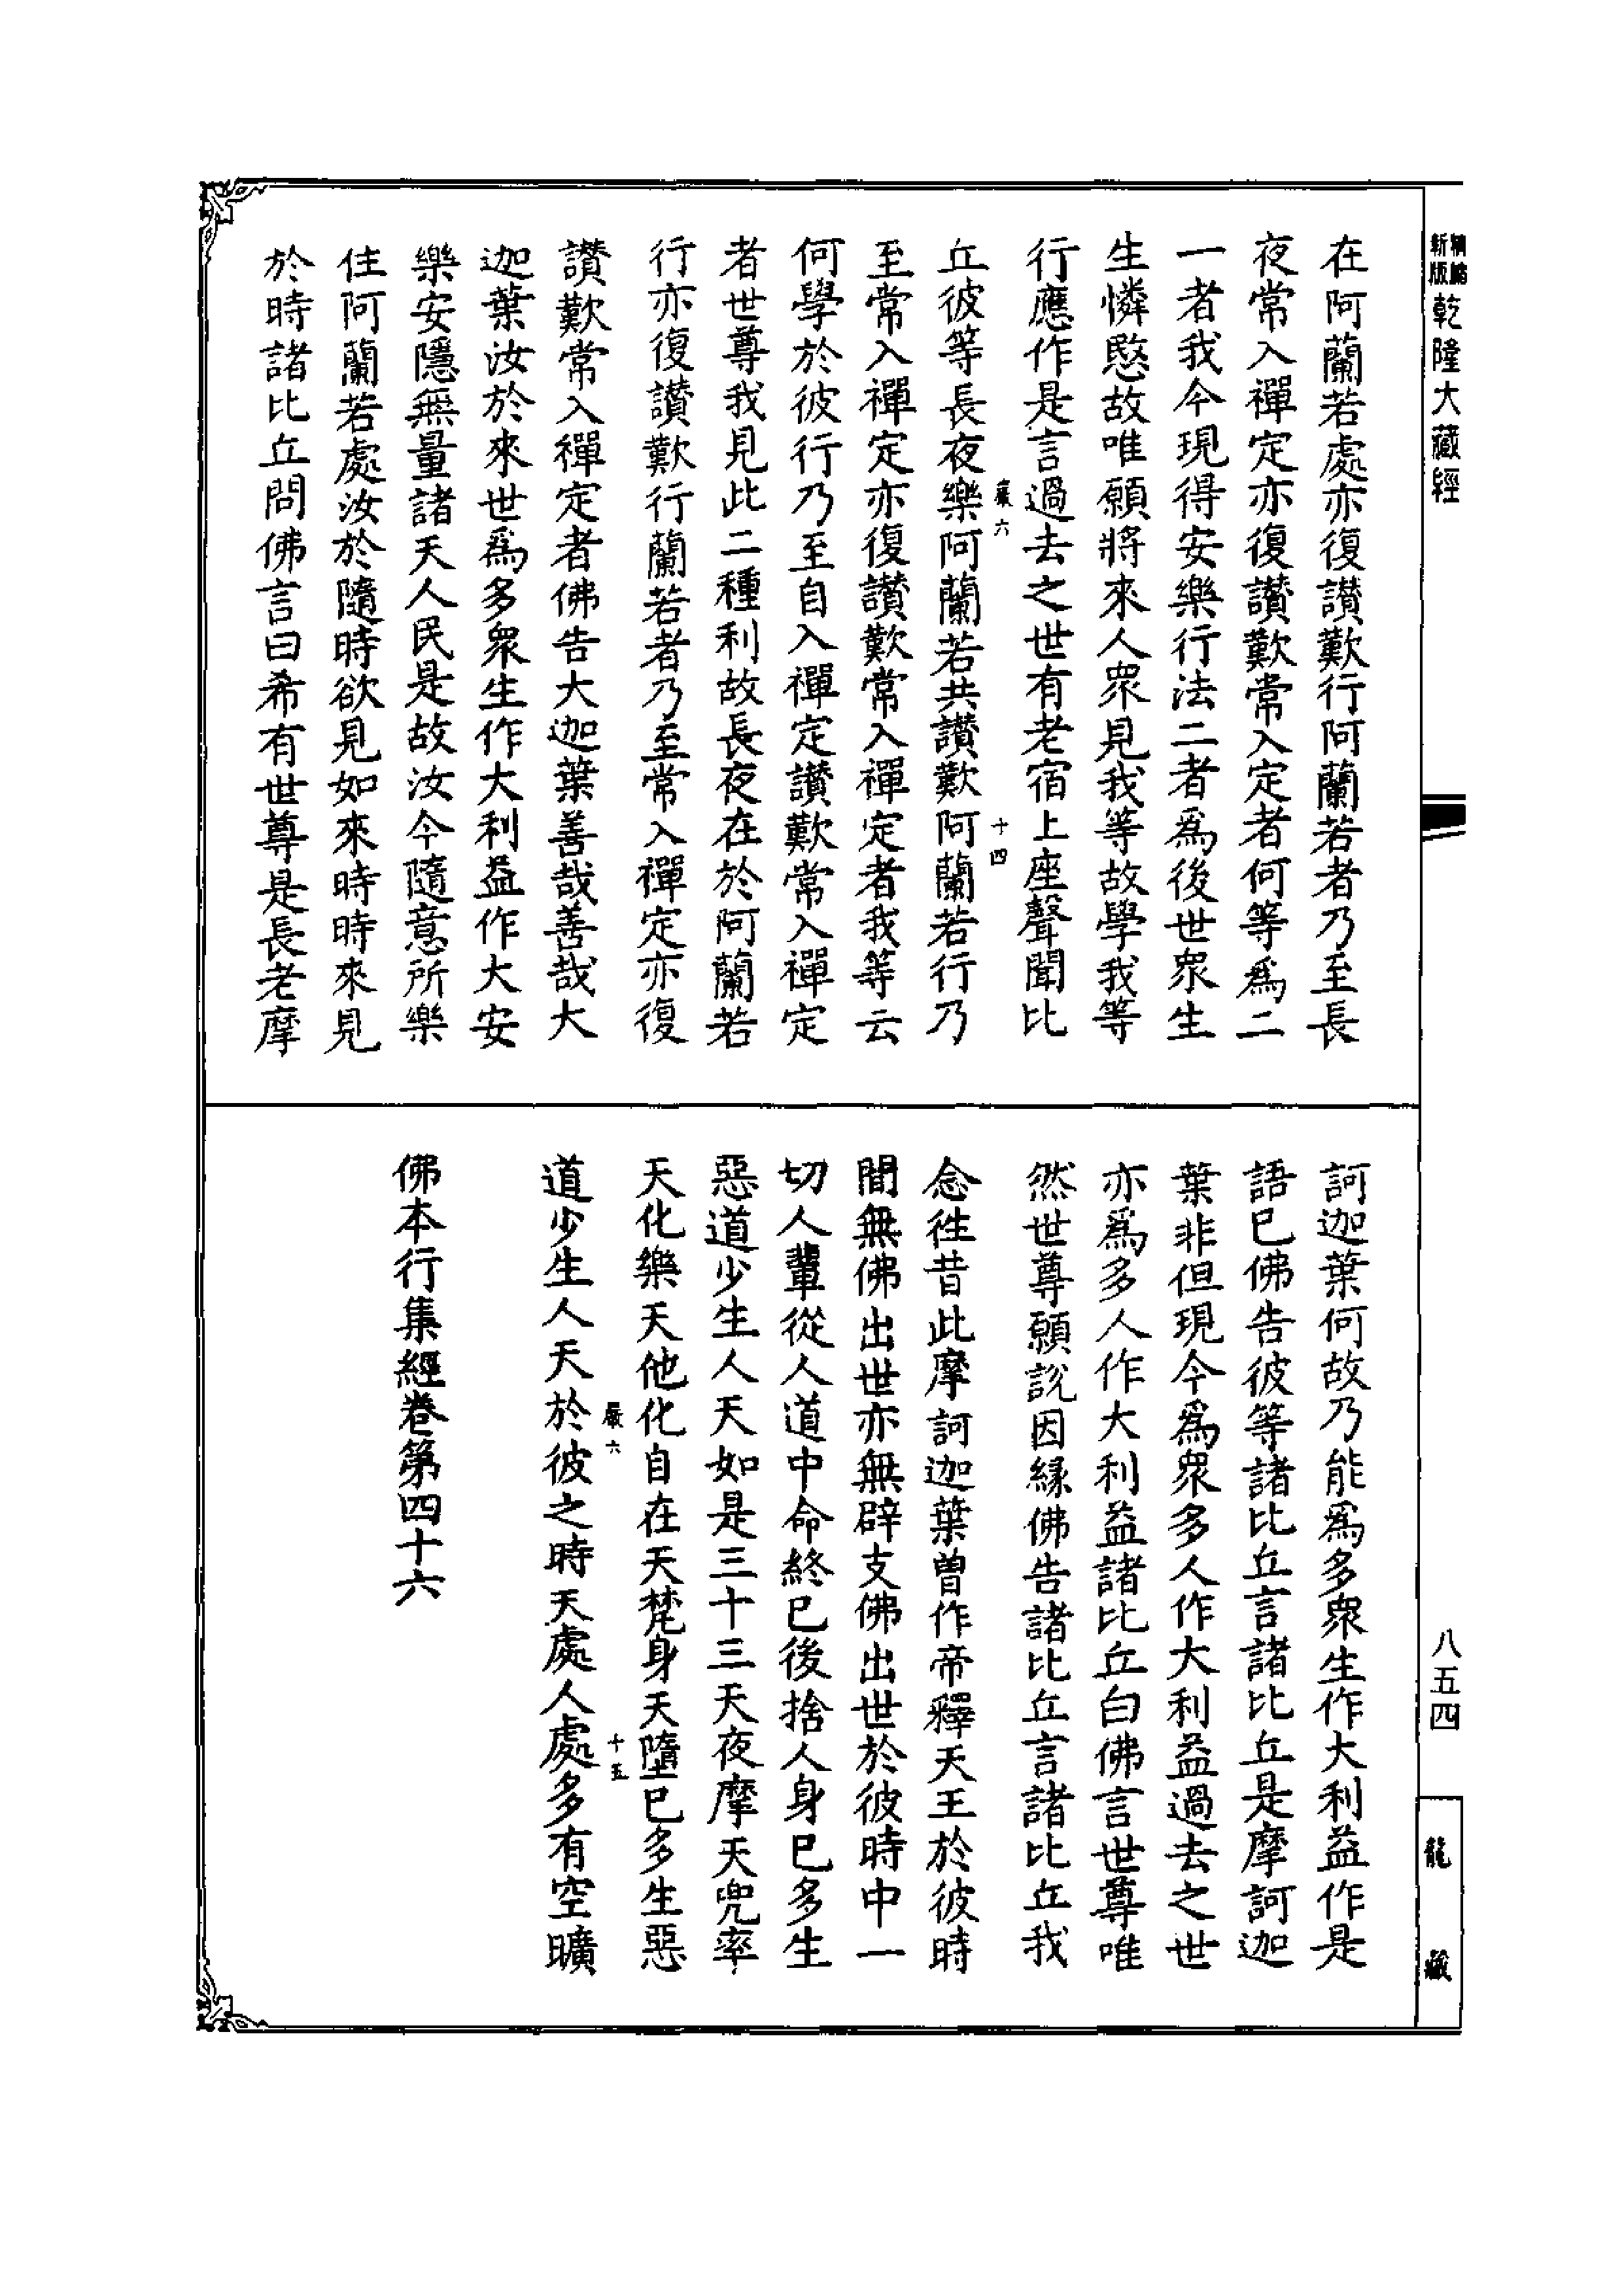 新版
精縮
乾隆大藏經
在阿蘭若處亦復讚歎行阿蘭若者乃至長
夜常入禪定亦復讚歎常入定者何等爲二
一者我今現得安樂行法二者爲後世衆生
生憐愍故唯願將來人衆見我等故學我等
行應作是言過去之世有老宿上座聲聞比
嚴六
十四
丘彼等長夜樂阿蘭若共讚歎阿蘭若行乃
至常入禪定亦復讚歎常入禪定者我等云
何學於彼行乃至自入禪定讚歎常入禪定
者世尊我見此二種利故長夜在於阿蘭若
行亦復讚歎行蘭若者乃至常入禪定亦復
讚歎常入禪定者佛告大迦葉善哉善哉大
迦葉汝於來世爲多衆生作大利益作大安
樂安隱無量諸天人民是故汝今隨意所樂
住阿蘭若處汝於隨時欲見如來時時來見
於時諸比丘問佛言曰希有世尊是長老摩
訶迦葉何故乃能爲多衆生作大利益作是
語已佛告彼等諸比丘言諸比丘是摩訶迦
葉非但現今爲衆多人作大利益過去之世
亦爲多人作大利益諸比丘白佛言世尊唯
然世尊願說因緣佛告諸比丘言諸比丘我
念往昔此摩訶迦葉曾作帝釋天王於彼時
間無佛出世亦無辟支佛出世於彼時中一
切人輩從人道中命終已後捨人身已多生
惡道少生人天如是三十三天夜摩天兜率
天化樂天他化自在天梵身天墮已多生惡
嚴六
十五
道少生人天於彼之時天處人處多有空曠
佛本行集經卷第四十六
八五四
龍藏